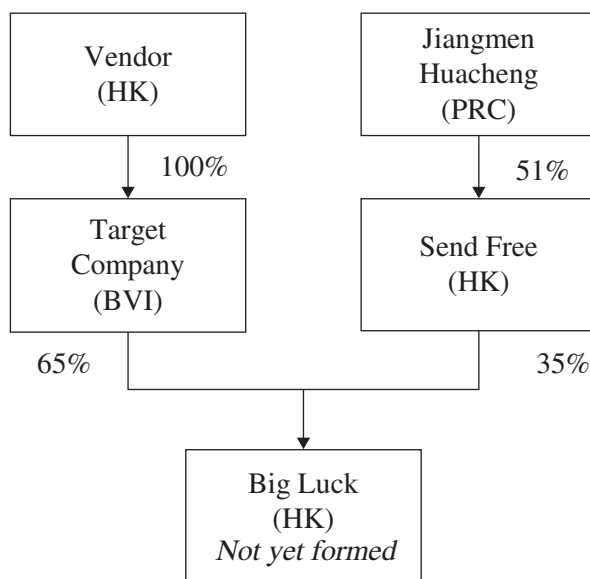 Vendor
(HK)
Jiangmen
Huacheng
(PRC)
100%
51%
Target
Company
(BVI)
Send Free
(HK)
65%
35%
Big Luck
(HK)
Not yet formed